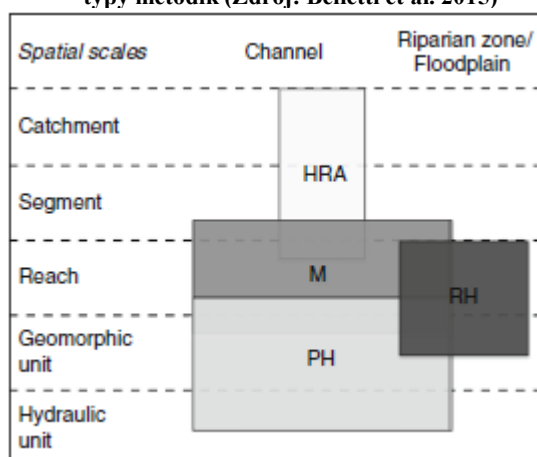 typy metodik (Zdroj: Belletti et al. 2015)
Spatial scales Channel Riparian zone/
Floodplain
Catchment
HRA
Segment
Reach M RH
Geomorphic
unit PH
Hydraulic
unit